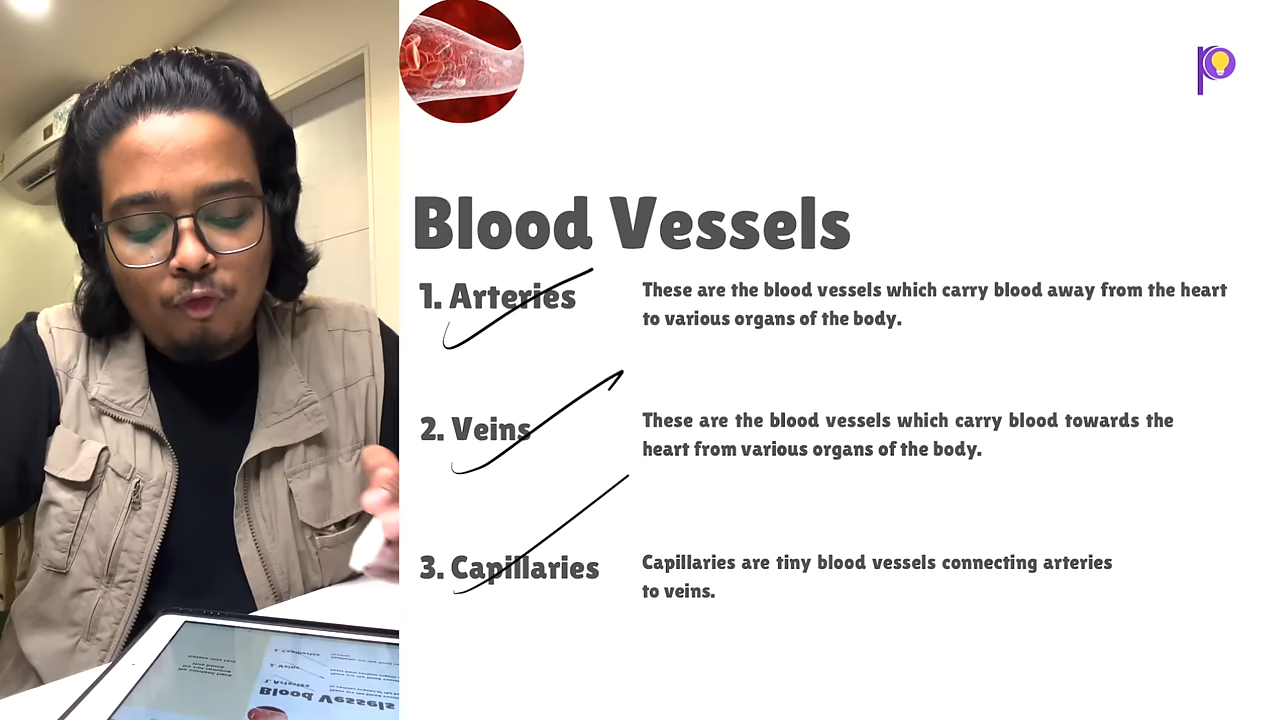 Blood Vessels
1. Arteries
These are the blood vessels which carry blood away from the heart
to various organs of the body.
2. Veins
These are the blood vessels which carry blood towards the
heart from various organs of the body.
3. Capillaries
Capillaries are tiny blood vessels connecting arteries
to veins.
Blood Vessels